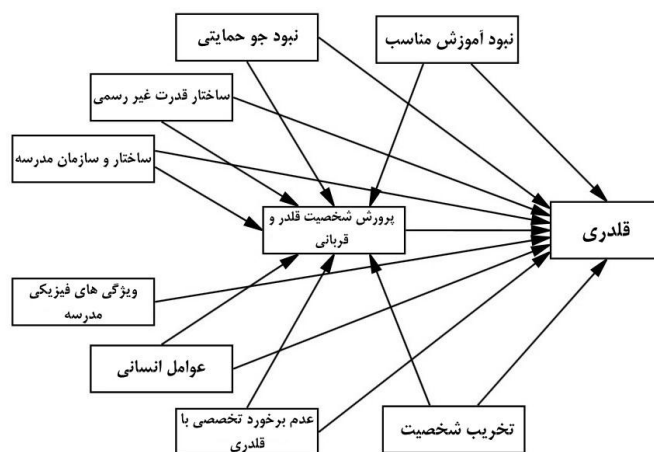 نبود آموزش مناسب
نبود جو حمایتی
ساختار قدرت غیر رسمی
ساختار و سازمان مدرسه
پرورش شخصیت قلدر و
قربانی
قلدری
ویژگی های فیزیکی
مدرسه
عوامل انسانی
تخریب شخصیت
عدم برخورد تخصصی با
قلدری